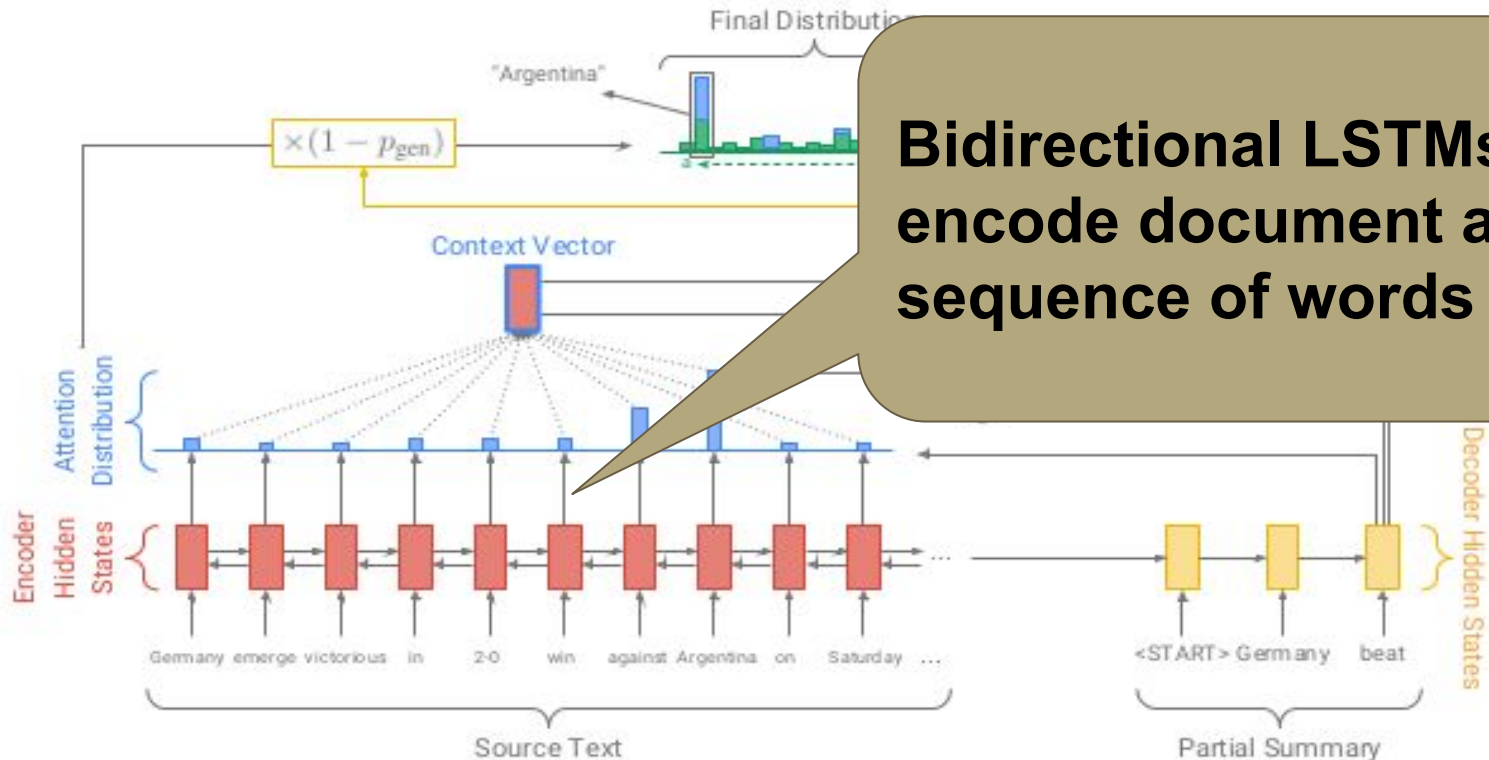 Final Distribution
"Argentina"
×(1 − p_gen)
Bidirectional LSTMs
encode document a
sequence of words
Context Vector
Attention
Distribution
Encoder
Hidden
States
Decoder Hidden States
Germany emerge victorious in 2-0 win against Argentina on Saturday ...
...
<START> Germany beat
Source Text
Partial Summary